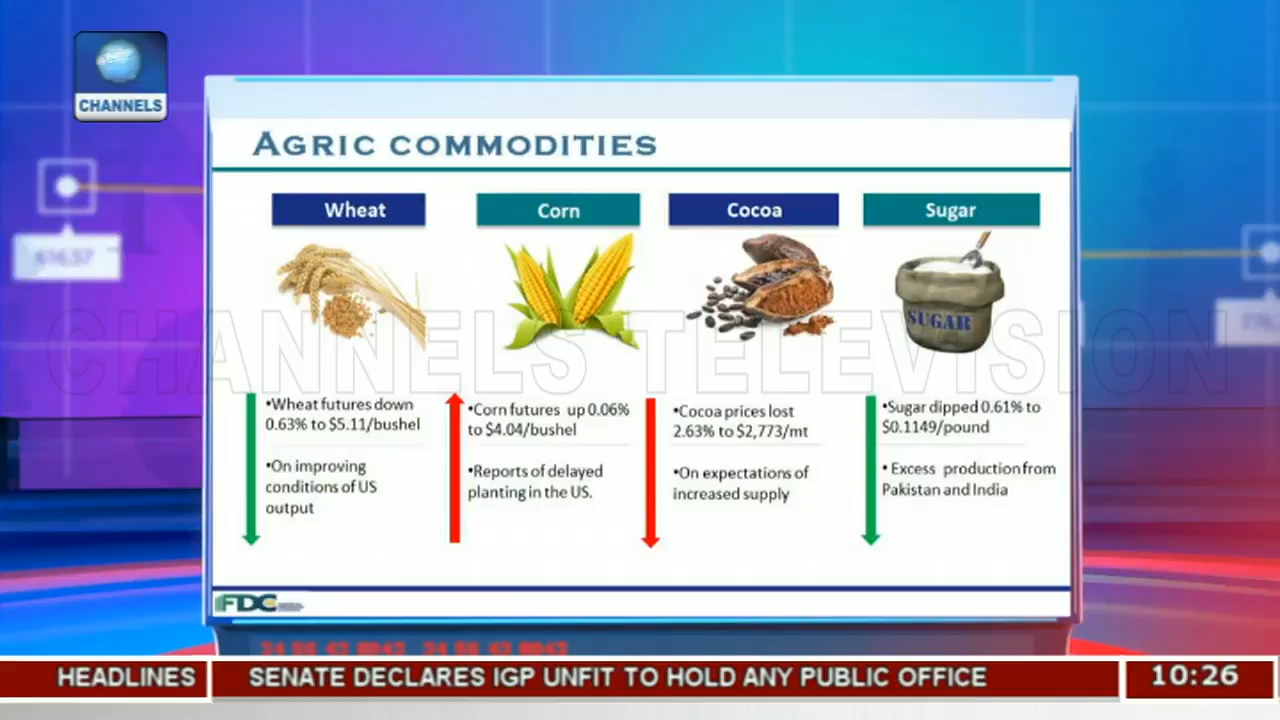 CHANNELS
AGRIC COMMODITIES
Wheat
Corn
Cocoa
Sugar
SUGAR
CHANNELS TELEVISION
•Wheat futures down
0.63% to $5.11/bushel
•On improving
conditions of US
output
•Corn futures up 0.06%
to $4.04/bushel
•Reports of delayed
planting in the US.
•Cocoa prices lost
2.63% to $2,773/mt
•On expectations of
increased supply
•Sugar dipped 0.61% to
$0.1149/pound
• Excess production from
Pakistan and India
FDC
HEADLINES
SENATE DECLARES IGP UNFIT TO HOLD ANY PUBLIC OFFICE
10:26